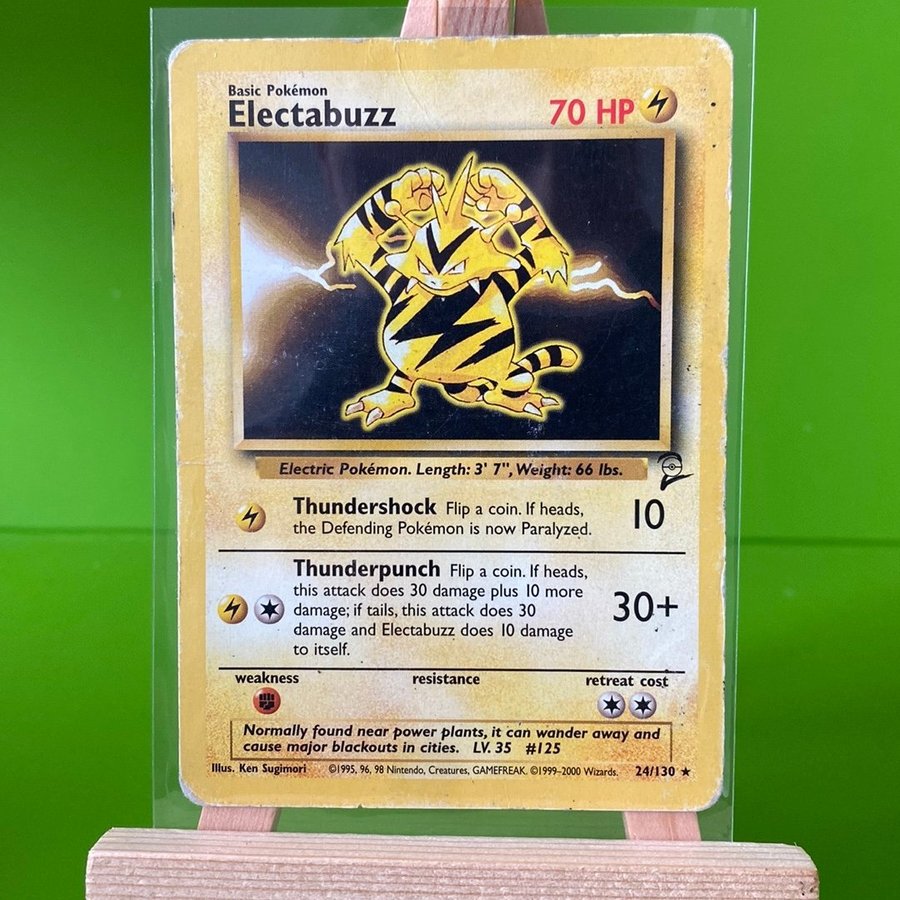 Basic Pokémon
Electabuzz 70 HP
Electric Pokémon. Length: 3' 7", Weight: 66 lbs.
Thundershock Flip a coin. If heads,
the Defending Pokémon is now Paralyzed.
10
Thunderpunch Flip a coin. If heads,
this attack does 30 damage plus 10 more
damage; if tails, this attack does 30
damage and Electabuzz does 10 damage
to itself.
30+
weakness resistance retreat cost
Normally found near power plants, it can wander away and
cause major blackouts in cities. LV. 35 #125
Illus. Ken Sugimori ©1995, 96, 98 Nintendo, Creatures, GAMEFREAK. ©1999-2000 Wizards. 24/130 ★